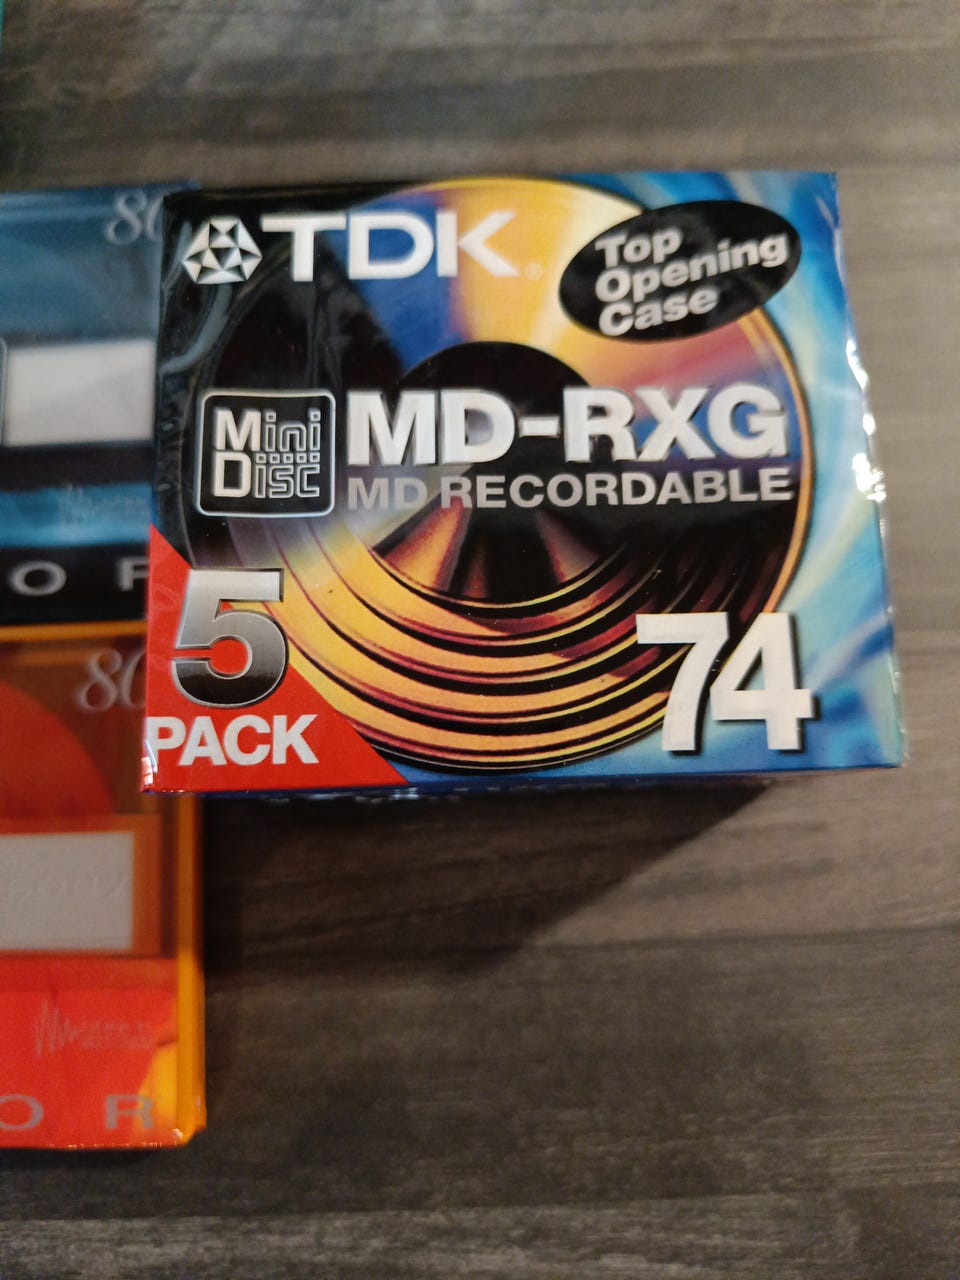 TDK
Top
Opening
Case
Mini
Disc
MD-RXG
MD RECORDABLE
5
PACK
74
80
O R
80
O R